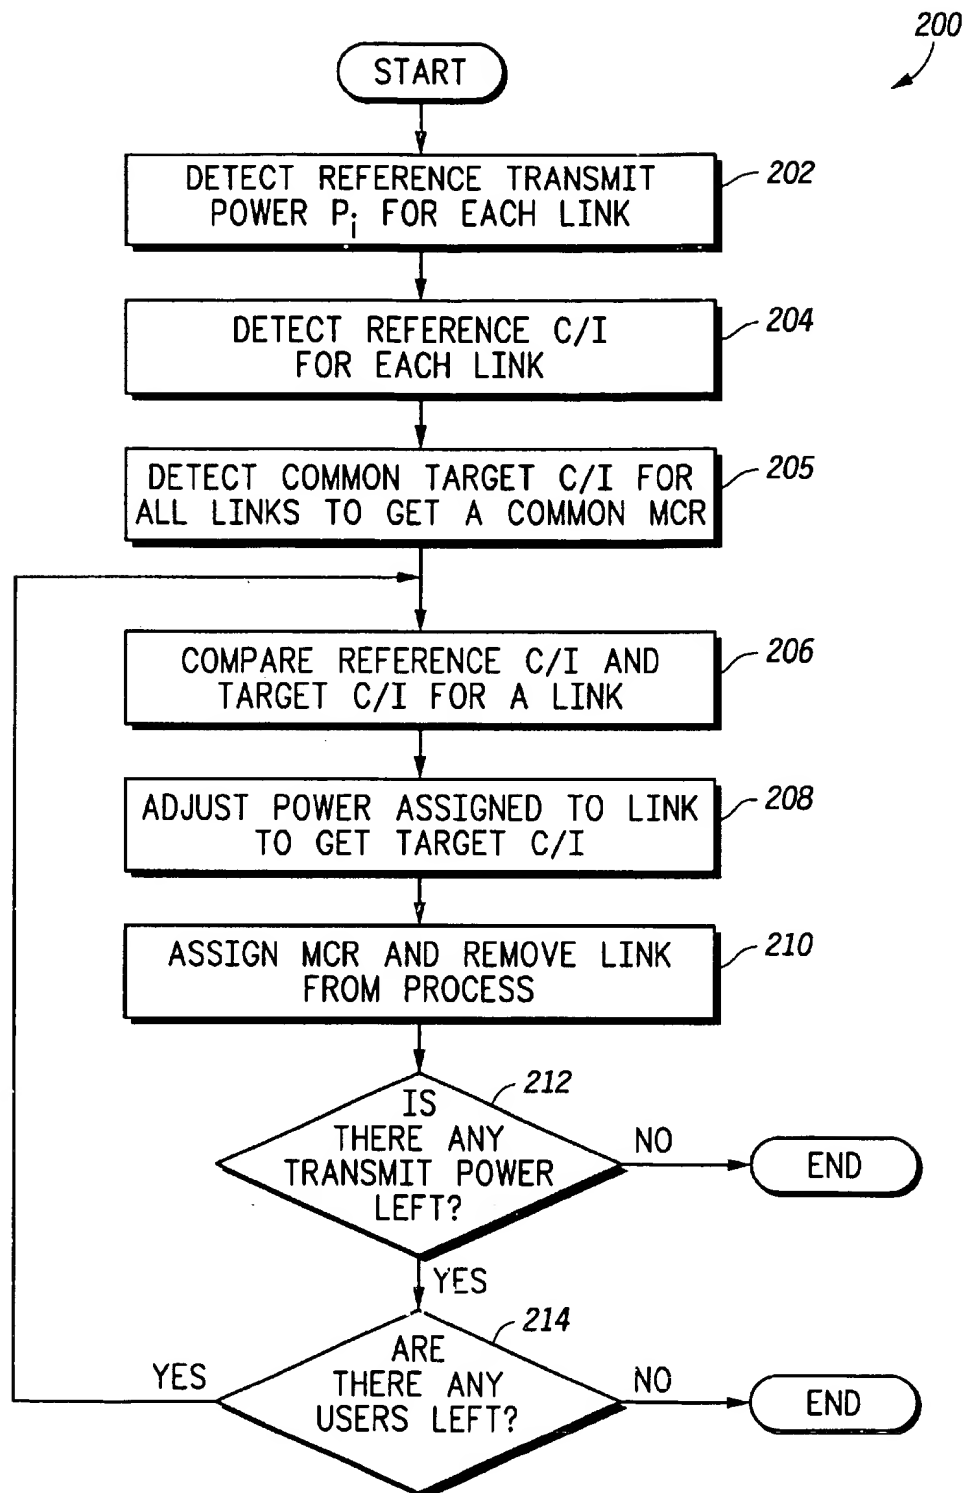 200
START
DETECT REFERENCE TRANSMIT
POWER Pi FOR EACH LINK
202
DETECT REFERENCE C/I
FOR EACH LINK
204
DETECT COMMON TARGET C/I FOR
ALL LINKS TO GET A COMMON MCR
205
COMPARE REFERENCE C/I AND
TARGET C/I FOR A LINK
206
ADJUST POWER ASSIGNED TO LINK
TO GET TARGET C/I
208
ASSIGN MCR AND REMOVE LINK
FROM PROCESS
210
IS
THERE ANY
TRANSMIT POWER
LEFT?
212
NO
END
YES
ARE
THERE ANY
USERS LEFT?
214
YES
NO
END